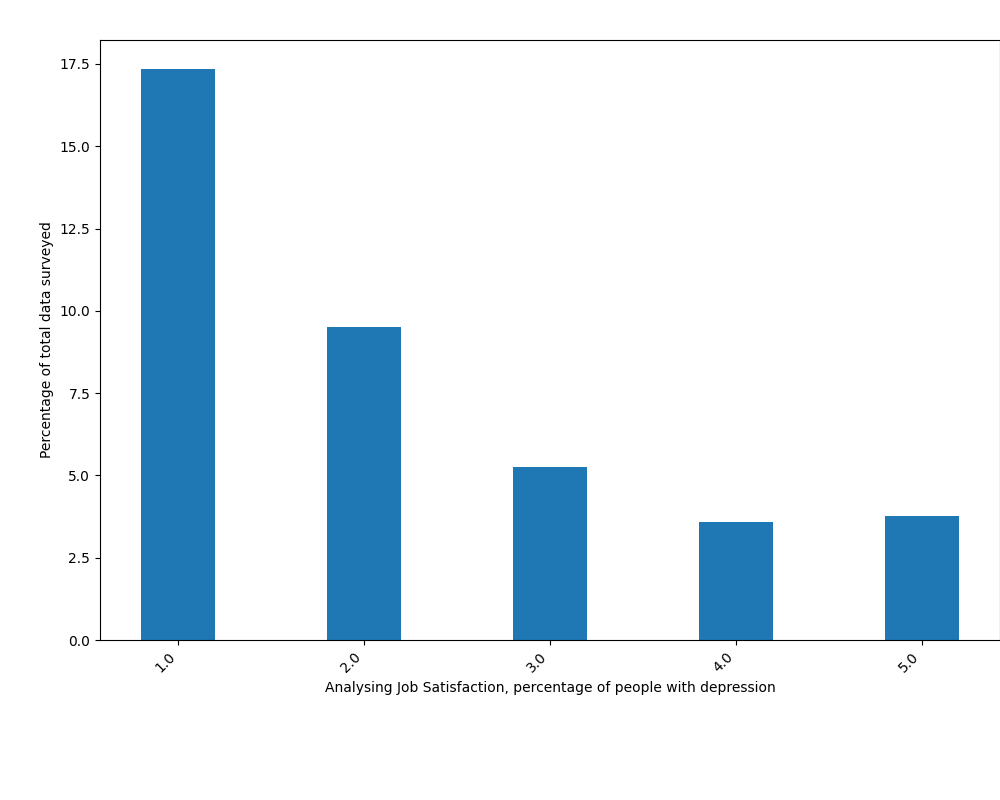 17.5
15.0
12.5
10.0
7.5
5.0
2.5
0.0
Percentage of total data surveyed
1.0 2.0 3.0 4.0 5.0
Analysing Job Satisfaction, percentage of people with depression